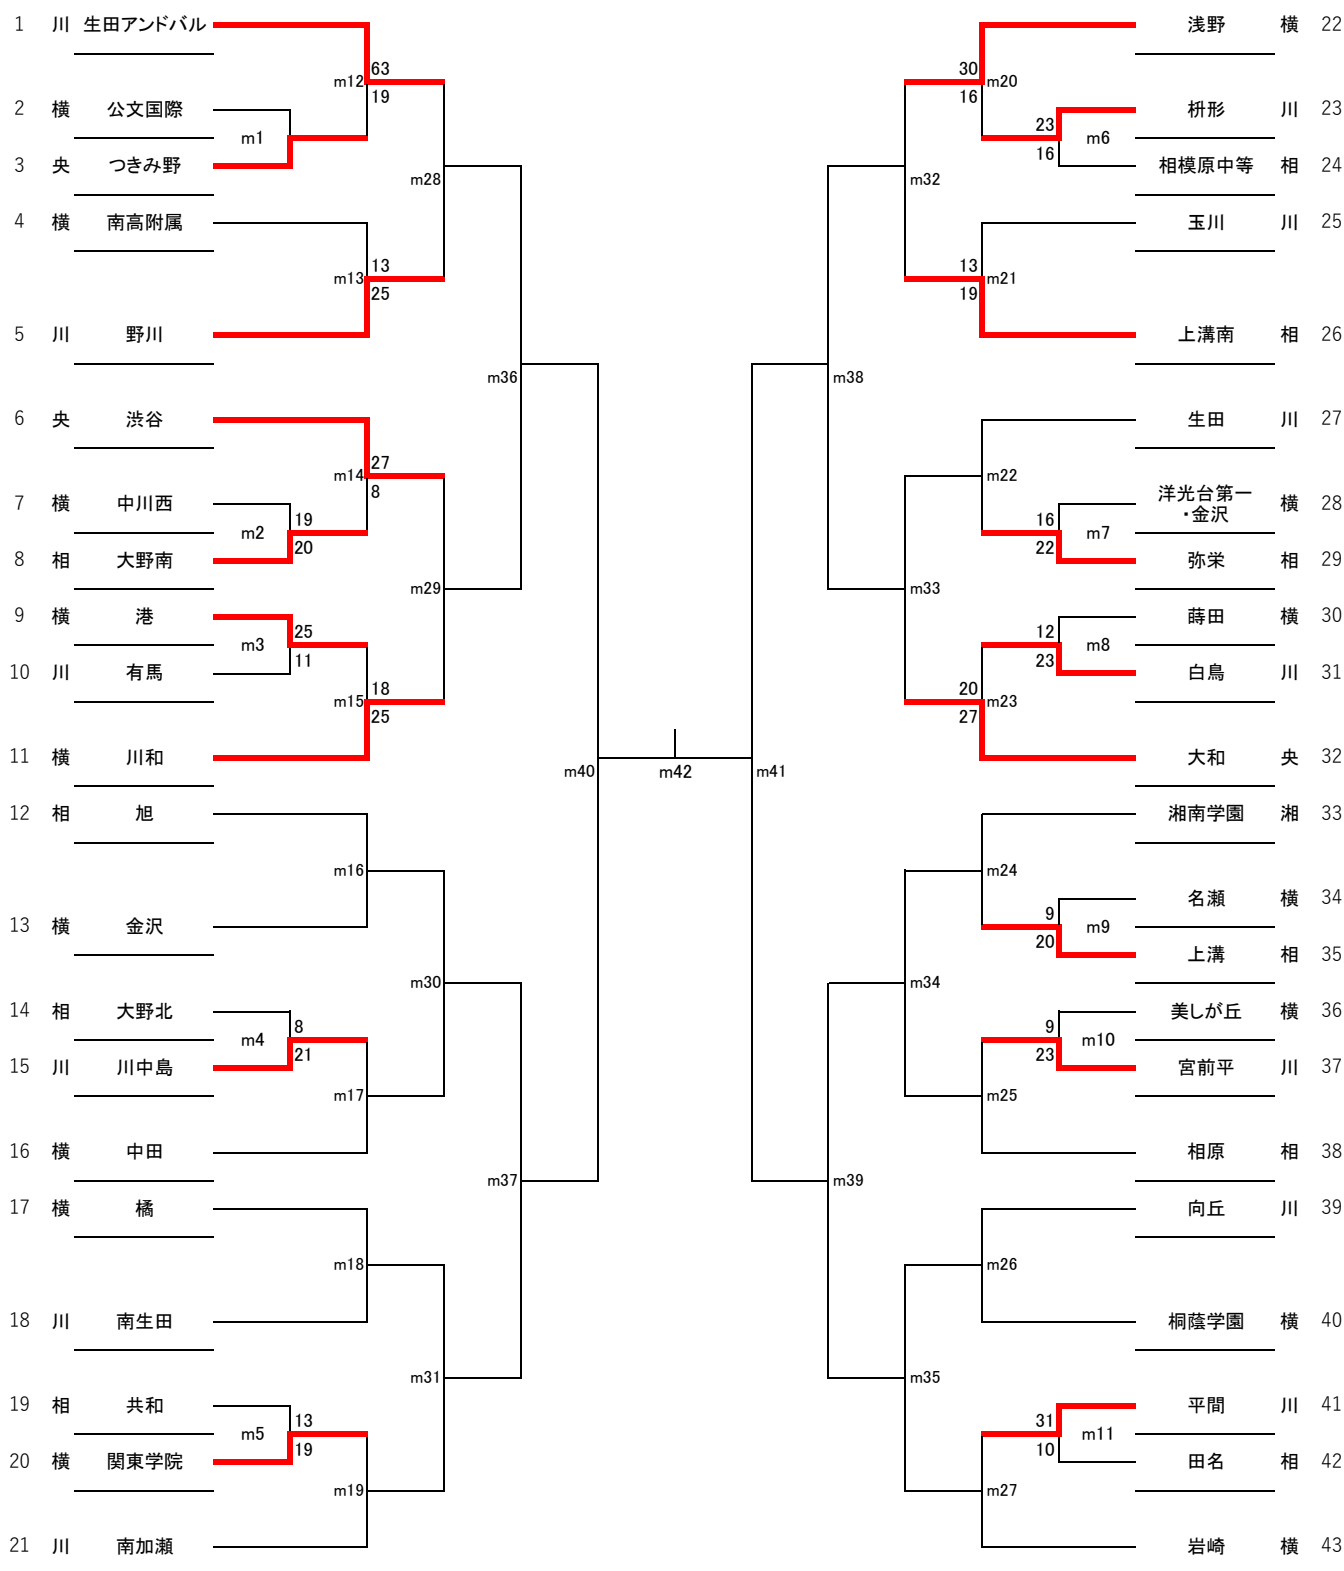 1 川 生田アンドバル
2 横 公文国際
3 央 つきみ野
4 横 南高附属
5 川 野川
6 央 渋谷
7 横 中川西
8 相 大野南
9 横 港
10 川 有馬
11 横 川和
12 相 旭
13 横 金沢
14 相 大野北
15 川 川中島
16 横 中田
17 横 橘
18 川 南生田
19 相 共和
20 横 関東学院
21 川 南加瀬
m1
m2
19
20
m3
25
11
m4
8
21
m5
13
19
m12
63
19
m13
13
25
m14
27
8
m15
18
25
m16
m17
m18
m19
m28
m29
m30
m31
m36
m37
m40
m42
m41
m38
m39
m32
m33
m34
m35
30
16
m20
13
19
m21
m22
20
27
m23
m24
m25
m26
m27
23
16
m6
16
22
m7
12
23
m8
9
20
m9
9
23
m10
31
10
m11
浅野 横 22
枡形 川 23
相模原中等 相 24
玉川 川 25
上溝南 相 26
生田 川 27
洋光台第一
・金沢 横 28
弥栄 相 29
蒔田 横 30
白鳥 川 31
大和 央 32
湘南学園 湘 33
名瀬 横 34
上溝 相 35
美しが丘 横 36
宮前平 川 37
相原 相 38
向丘 川 39
桐蔭学園 横 40
平間 川 41
田名 相 42
岩崎 横 43